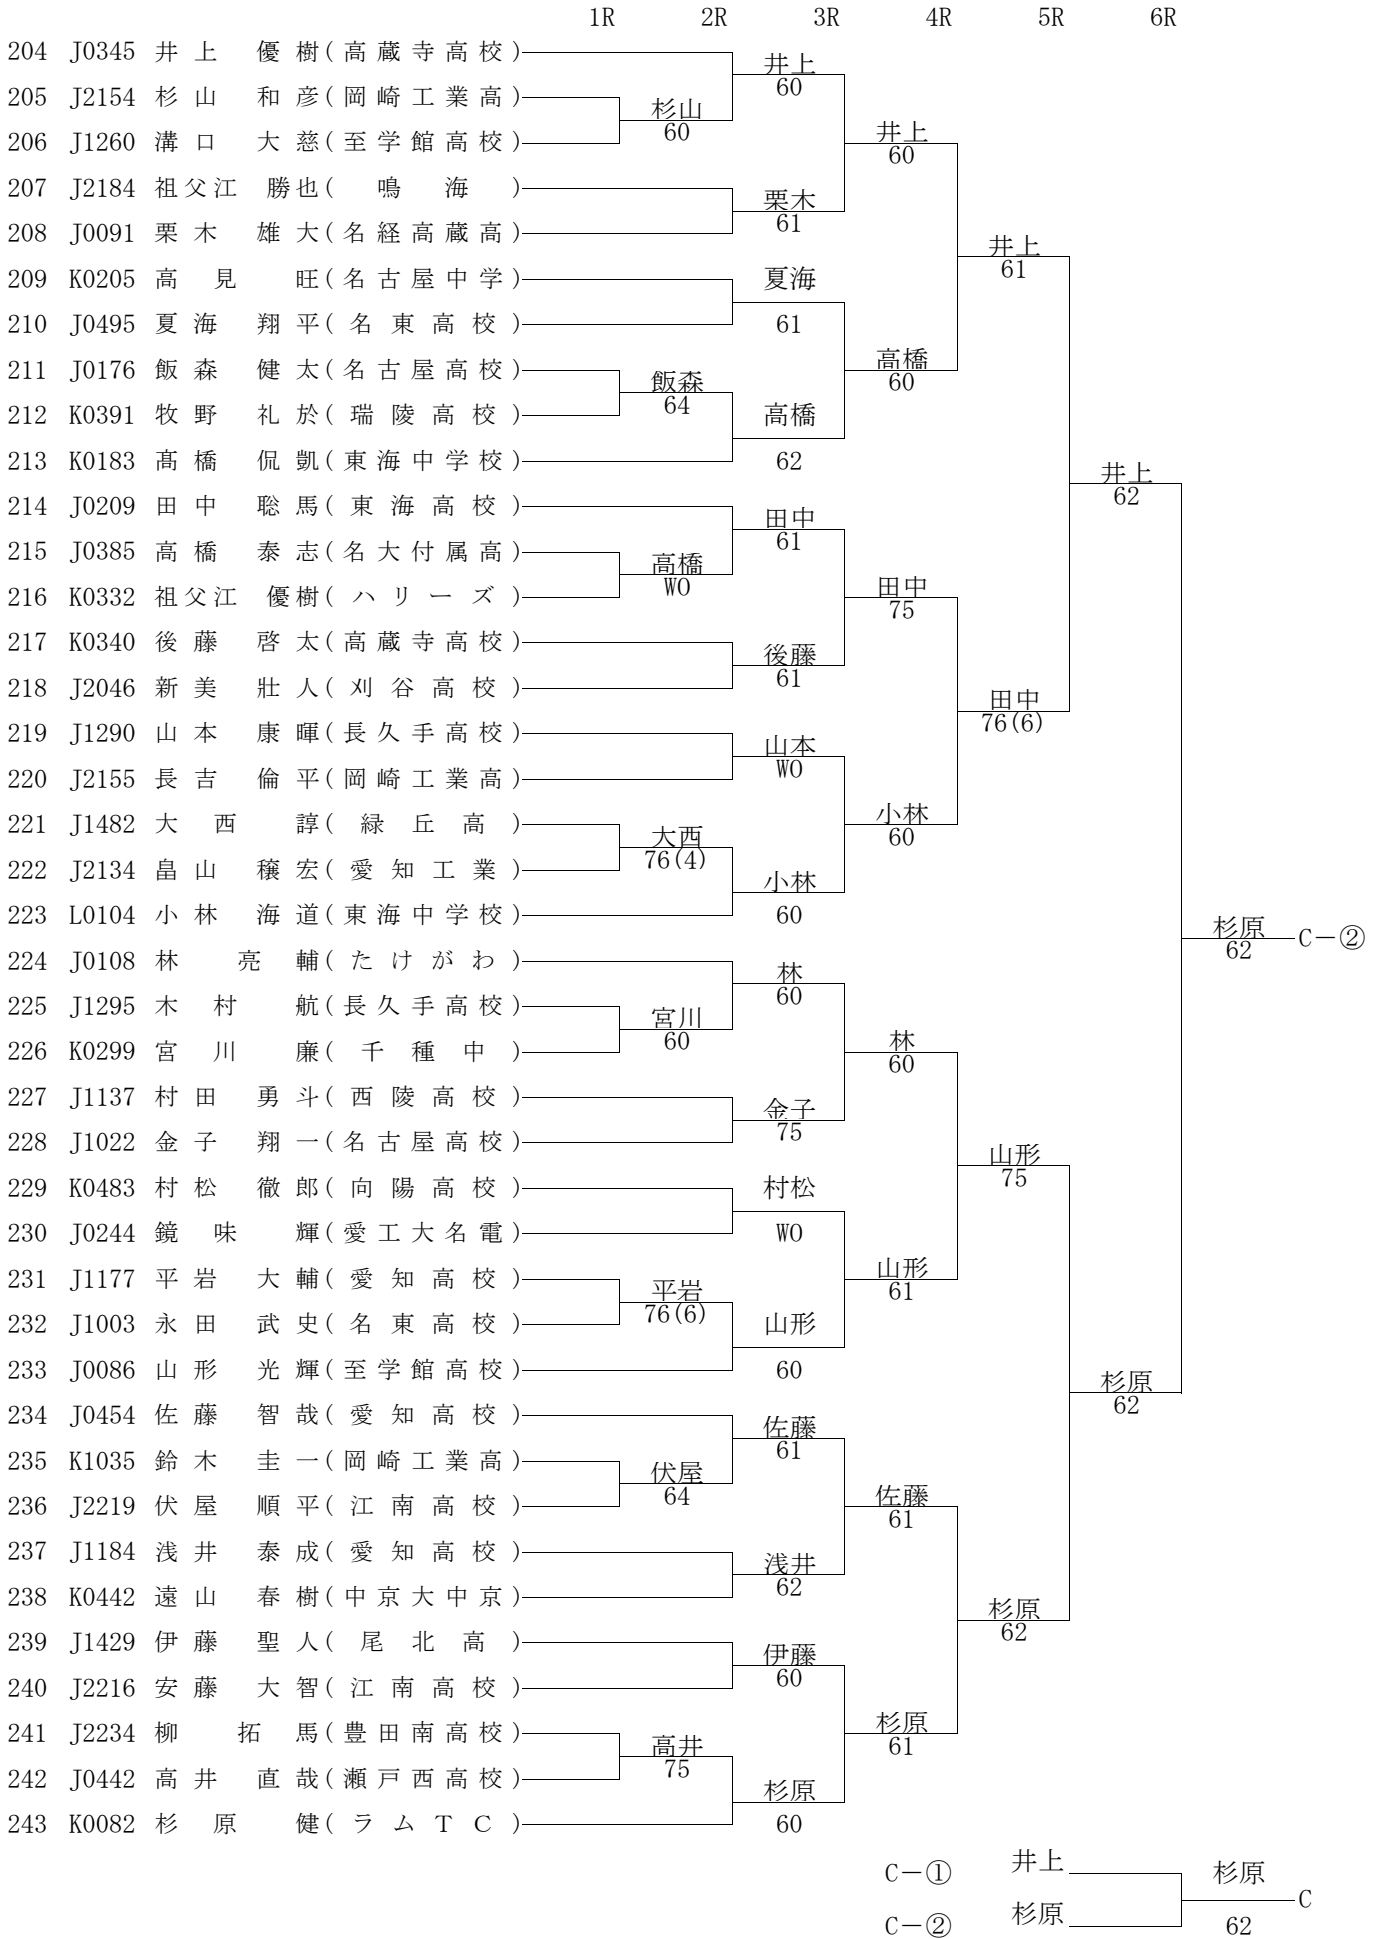 1R 2R 3R 4R 5R 6R
204 J0345 井上 優樹(高蔵寺高校)
井上
60
205 J2154 杉山 和彦(岡崎工業高)
杉山
60
206 J1260 溝口 大慈(至学館高校)
井上
60
207 J2184 祖父江 勝也(鳴海)
栗木
61
208 J0091 栗木 雄大(名経高蔵高)
井上
61
209 K0205 高見 旺(名古屋中学)
夏海
210 J0495 夏海 翔平(名東高校)
61
211 J0176 飯森 健太(名古屋高校)
飯森
64
高橋
60
212 K0391 牧野 礼於(瑞陵高校)
高橋
213 K0183 髙橋 侃凱(東海中学校)
62
井上
62
214 J0209 田中 聡馬(東海高校)
田中
61
215 J0385 高橋 泰志(名大付属高)
高橋
WO
216 K0332 祖父江 優樹(ハリーズ)
田中
75
217 K0340 後藤 啓太(高蔵寺高校)
後藤
61
218 J2046 新美 壯人(刈谷高校)
田中
76(6)
219 J1290 山本 康暉(長久手高校)
山本
WO
220 J2155 長吉 倫平(岡崎工業高)
221 J1482 大西 諄(緑丘高)
大西
76(4)
小林
60
222 J2134 畠山 穣宏(愛知工業)
小林
60
223 L0104 小林 海道(東海中学校)
杉原
62
C-②
224 J0108 林 亮輔(たけがわ)
林
60
225 J1295 木村 航(長久手高校)
宮川
60
226 K0299 宮川 廉(千種中)
林
60
227 J1137 村田 勇斗(西陵高校)
金子
75
228 J1022 金子 翔一(名古屋高校)
山形
75
229 K0483 村松 徹郎(向陽高校)
村松
230 J0244 鏡味 輝(愛工大名電)
WO
231 J1177 平岩 大輔(愛知高校)
平岩
76(6)
山形
61
232 J1003 永田 武史(名東高校)
山形
233 J0086 山形 光輝(至学館高校)
60
杉原
62
234 J0454 佐藤 智哉(愛知高校)
佐藤
61
235 K1035 鈴木 圭一(岡崎工業高)
伏屋
64
236 J2219 伏屋 順平(江南高校)
佐藤
61
237 J1184 浅井 泰成(愛知高校)
浅井
62
238 K0442 遠山 春樹(中京大中京)
杉原
62
239 J1429 伊藤 聖人(尾北高)
伊藤
60
240 J2216 安藤 大智(江南高校)
241 J2234 柳 拓馬(豊田南高校)
高井
75
杉原
61
242 J0442 高井 直哉(瀬戸西高校)
杉原
243 K0082 杉原 健(ラムTC)
60
C-① 井上
杉原
C
C-② 杉原
62